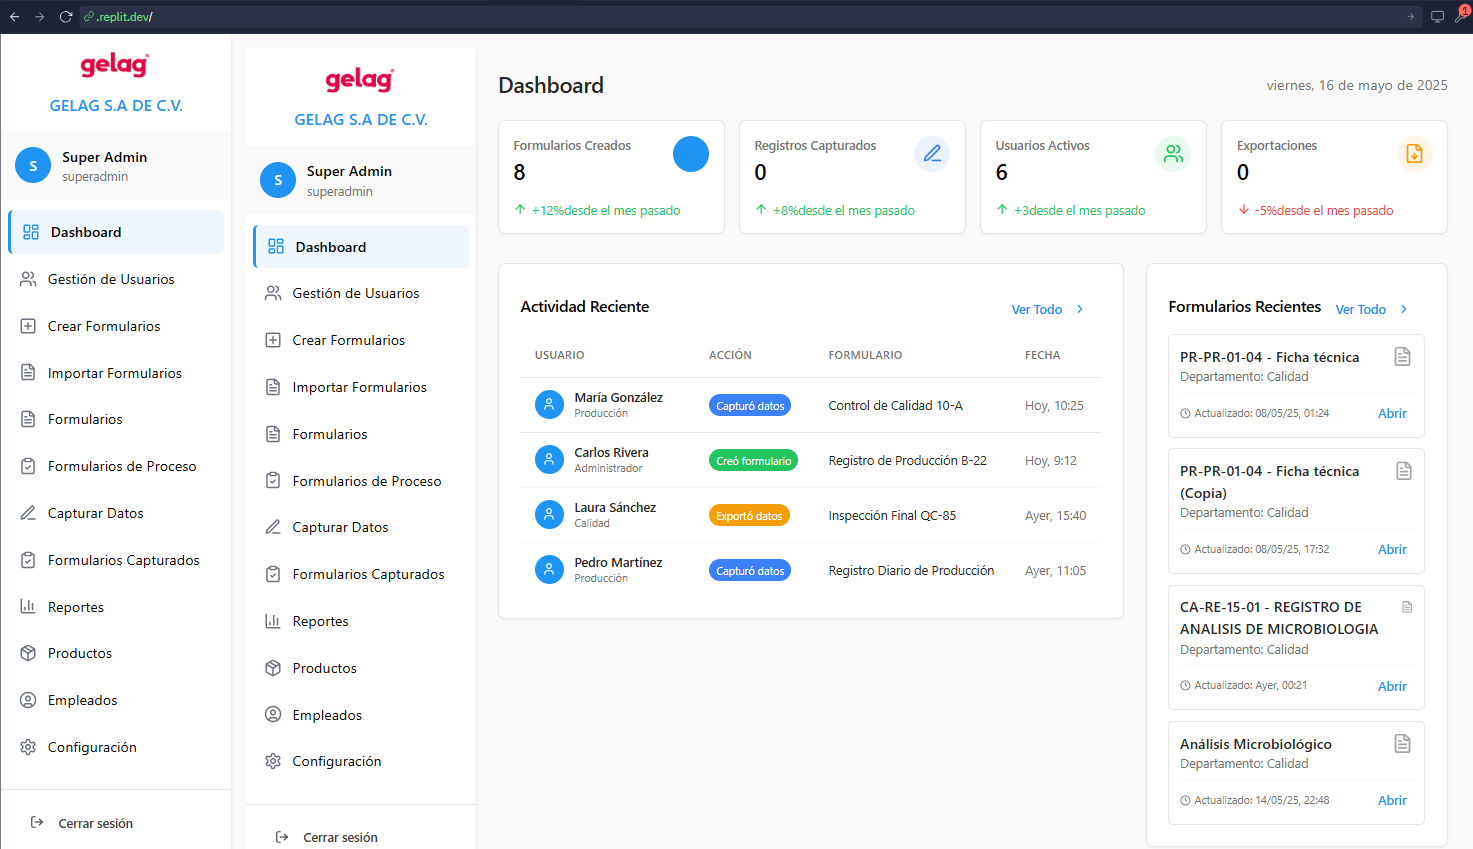 .replit.dev/
1
gelag
GELAG S.A DE C.V.
S
Super Admin
superadmin
Dashboard
Gestión de Usuarios
Crear Formularios
Importar Formularios
Formularios
Formularios de Proceso
Capturar Datos
Formularios Capturados
Reportes
Productos
Empleados
Configuración
Cerrar sesión
gelag
GELAG S.A DE C.V.
S
Super Admin
superadmin
Dashboard
Gestión de Usuarios
Crear Formularios
Importar Formularios
Formularios
Formularios de Proceso
Capturar Datos
Formularios Capturados
Reportes
Productos
Empleados
Configuración
Cerrar sesión
Dashboard
viernes, 16 de mayo de 2025
Formularios Creados
8
+12%desde el mes pasado
Registros Capturados
0
+8%desde el mes pasado
Usuarios Activos
6
+3desde el mes pasado
Exportaciones
0
-5%desde el mes pasado
Actividad Reciente
Ver Todo
USUARIO ACCIÓN FORMULARIO FECHA
María González
Producción
Capturó datos
Control de Calidad 10-A
Hoy, 10:25
Carlos Rivera
Administrador
Creó formulario
Registro de Producción B-22
Hoy, 9:12
Laura Sánchez
Calidad
Exportó datos
Inspección Final QC-85
Ayer, 15:40
Pedro Martínez
Producción
Capturó datos
Registro Diario de Producción
Ayer, 11:05
Formularios Recientes
Ver Todo
PR-PR-01-04 - Ficha técnica
Departamento: Calidad
Actualizado: 08/05/25, 01:24
Abrir
PR-PR-01-04 - Ficha técnica
(Copia)
Departamento: Calidad
Actualizado: 08/05/25, 17:32
Abrir
CA-RE-15-01 - REGISTRO DE
ANALISIS DE MICROBIOLOGIA
Departamento: Calidad
Actualizado: Ayer, 00:21
Abrir
Análisis Microbiológico
Departamento: Calidad
Actualizado: 14/05/25, 22:48
Abrir